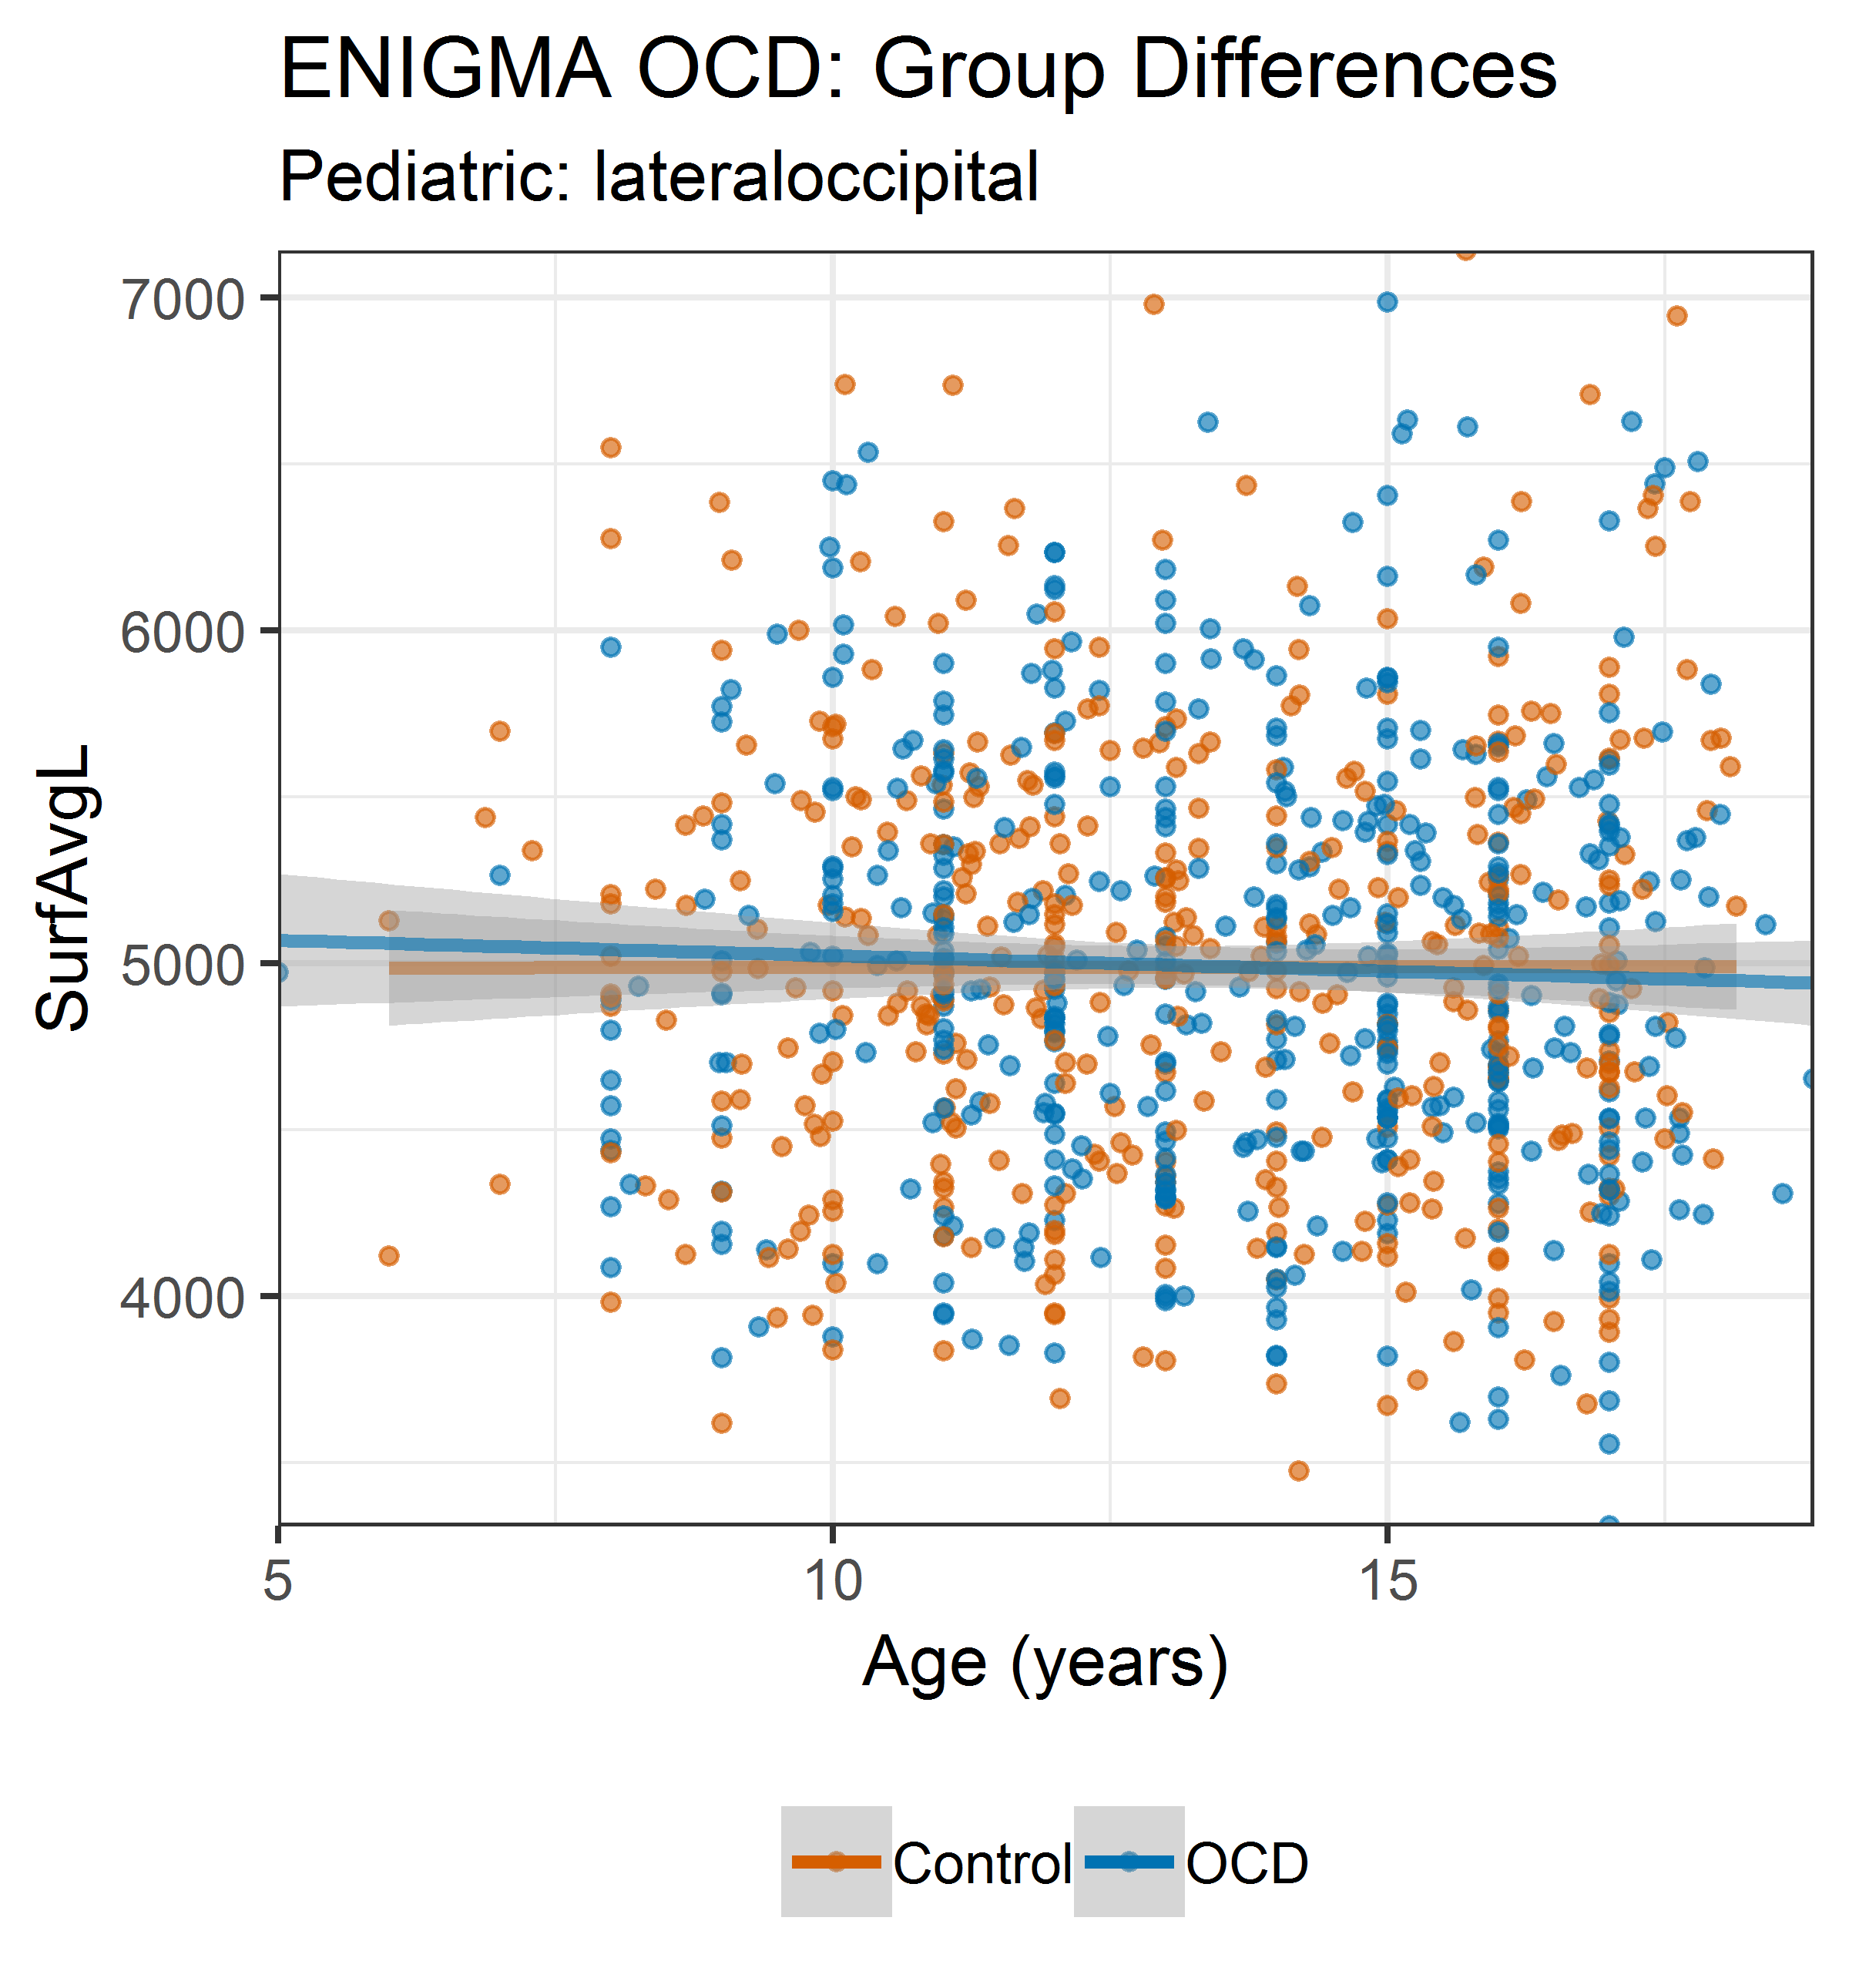 ENIGMA OCD: Group Differences
Pediatric: lateraloccipital
SurfAvgL
7000
6000
5000
4000
5 10 15
Age (years)
Control OCD